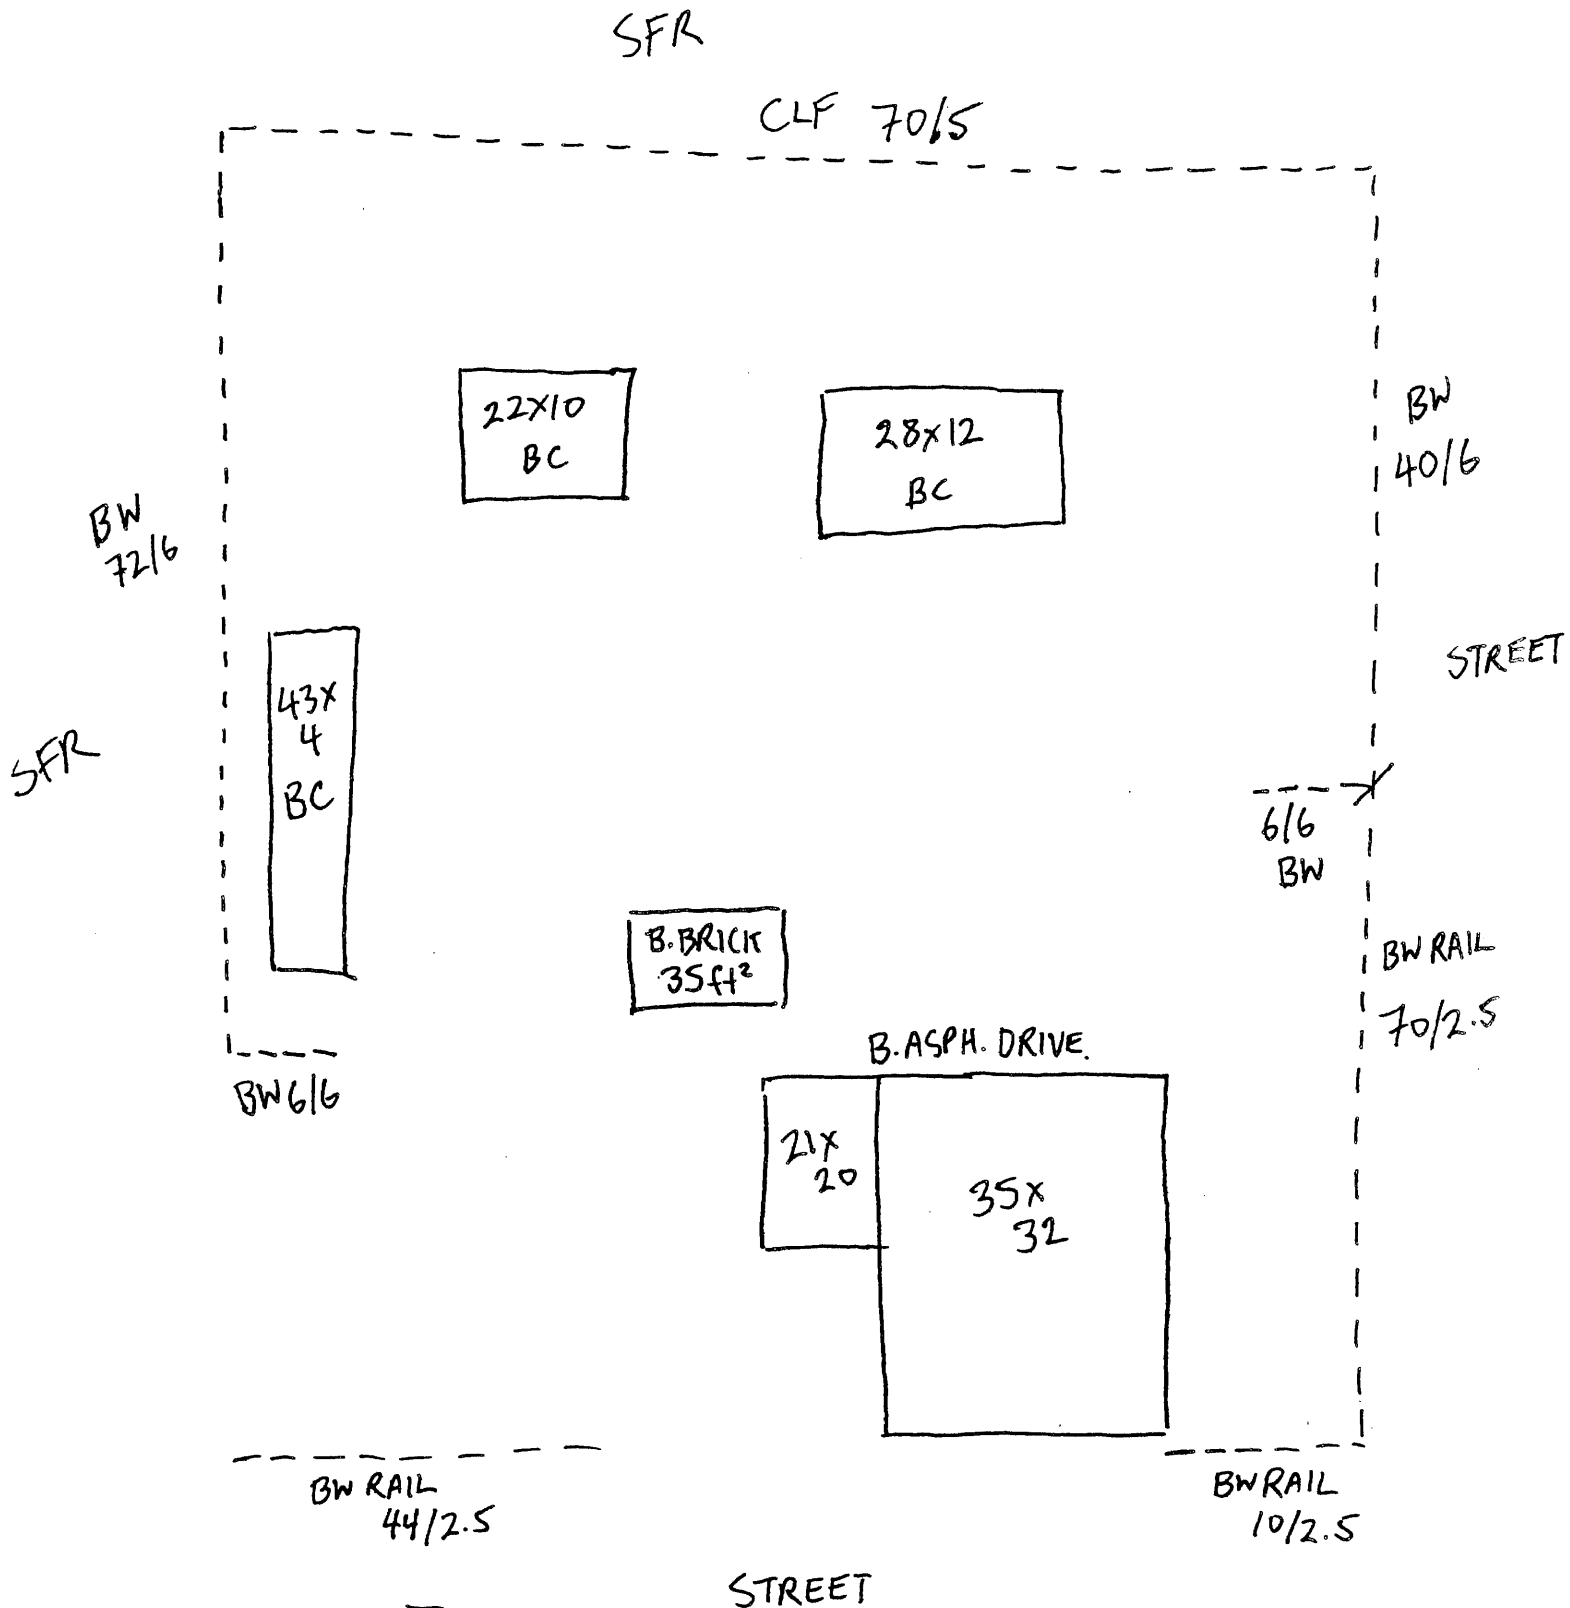 SFR
CLF 70/5
22X10
BC
28X12
BC
BW
40/6
BW
72/6
STREET
43X
4
BC
SFR
6/6
BW
B.BRICK
35ft²
BW RAIL
70/2.5
B.ASPH. DRIVE.
BW 6/6
21X
20
35X
32
BW RAIL
44/2.5
BW RAIL
10/2.5
STREET